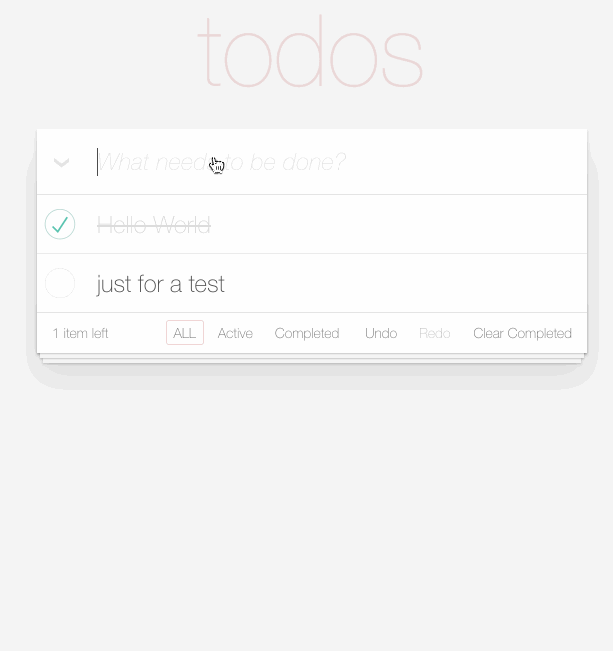 todos
What needs to be done?
Hello World
just for a test
1 item left ALL Active Completed Undo Redo Clear Completed